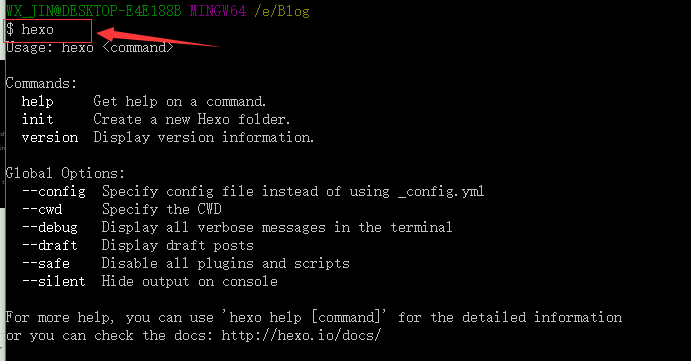 WX_JIN@DESKTOP-E4E188B MINGW64 /e/Blog
$ hexo
Usage: hexo <command>
Commands:
help Get help on a command.
init Create a new Hexo folder.
version Display version information.
Global Options:
--config Specify config file instead of using _config.yml
--cwd Specify the CWD
--debug Display all verbose messages in the terminal
--draft Display draft posts
--safe Disable all plugins and scripts
--silent Hide output on console
For more help, you can use 'hexo help [command]' for the detailed information
or you can check the docs: http://hexo.io/docs/